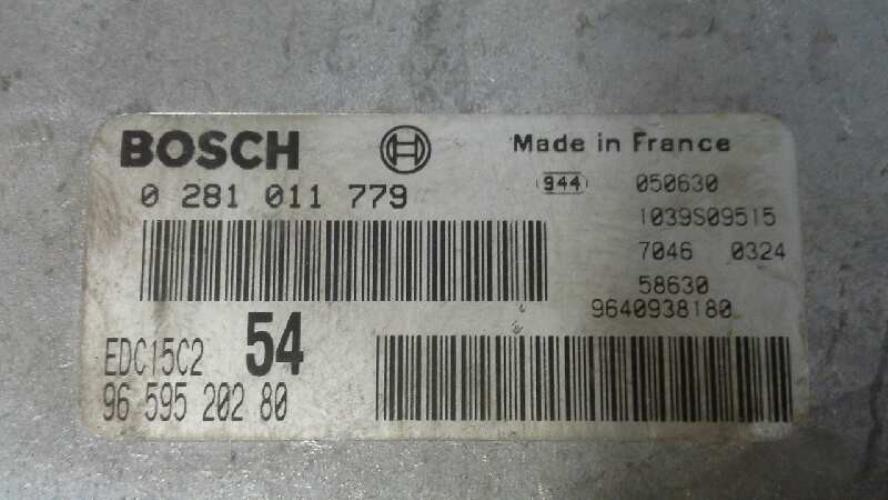 BOSCH Made in France
0 281 011 779 944 050630
1039S09515
7046 0324
58630
9640938180
EDC15C2 54
96 595 202 80